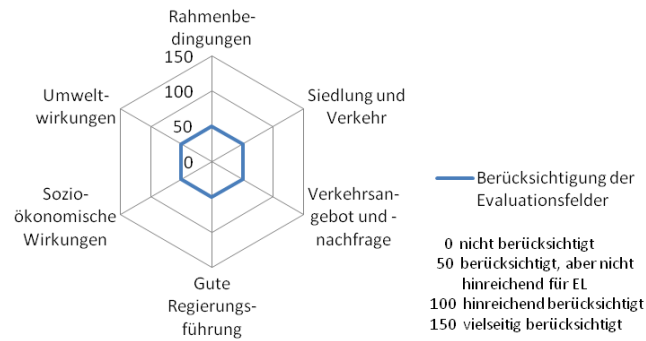 Rahmenbe-
dingungen
150
100
50
0
Siedlung und
Verkehr
Verkehrsan-
gebot und -
nachfrage
Gute
Regierungs-
führung
Sozio-
ökonomische
Wirkungen
Umwelt-
wirkungen
Berücksichtigung der
Evaluationsfelder
0 nicht berücksichtigt
50 berücksichtigt, aber nicht
hinreichend für EL
100 hinreichend berücksichtigt
150 vielseitig berücksichtigt